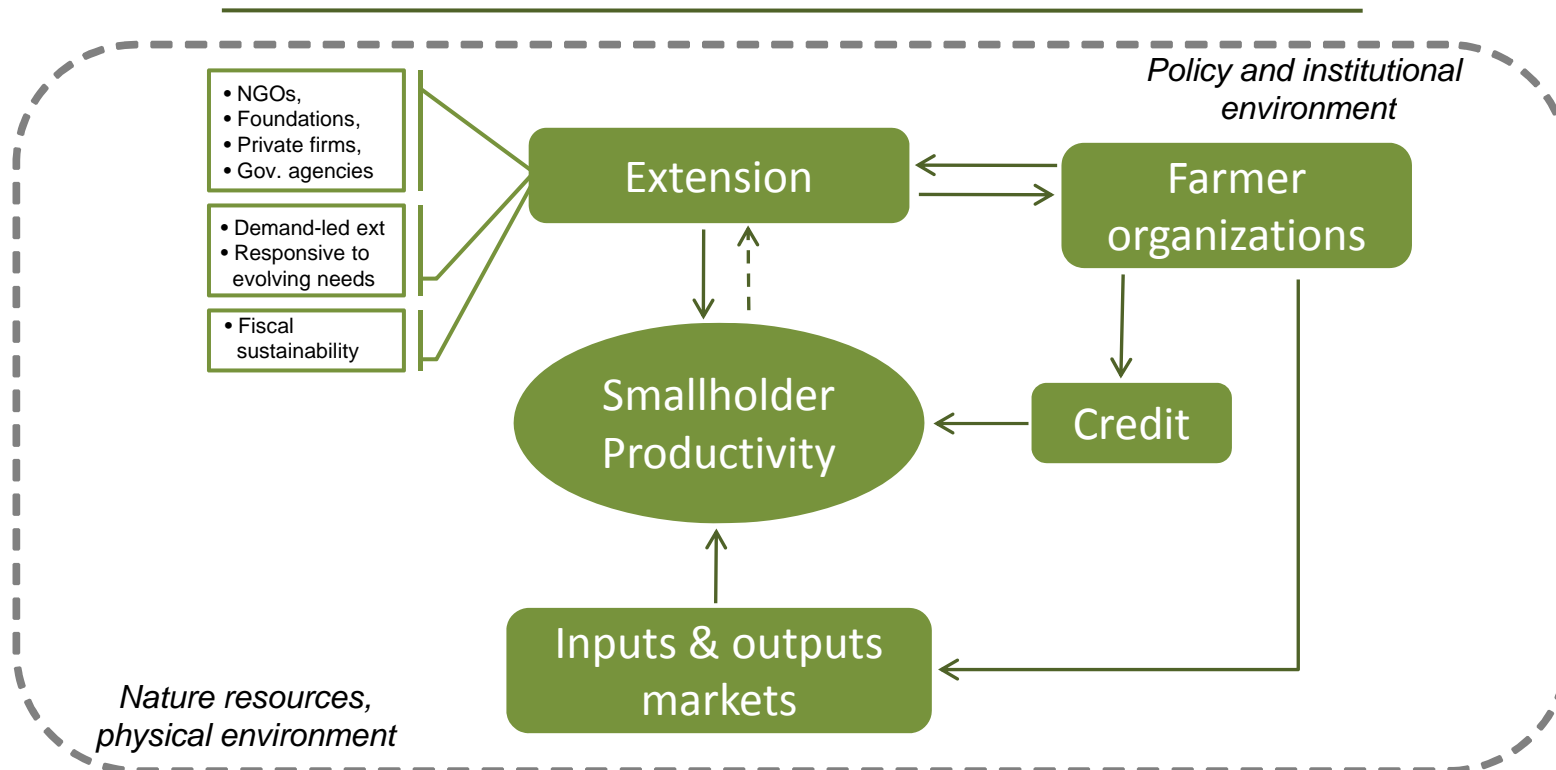 • NGOs,
• Foundations,
• Private firms,
• Gov. agencies
• Demand-led ext
• Responsive to
evolving needs
• Fiscal
sustainability
Policy and institutional
environment
Extension
Farmer
organizations
Smallholder
Productivity
Credit
Inputs & outputs
markets
Nature resources,
physical environment